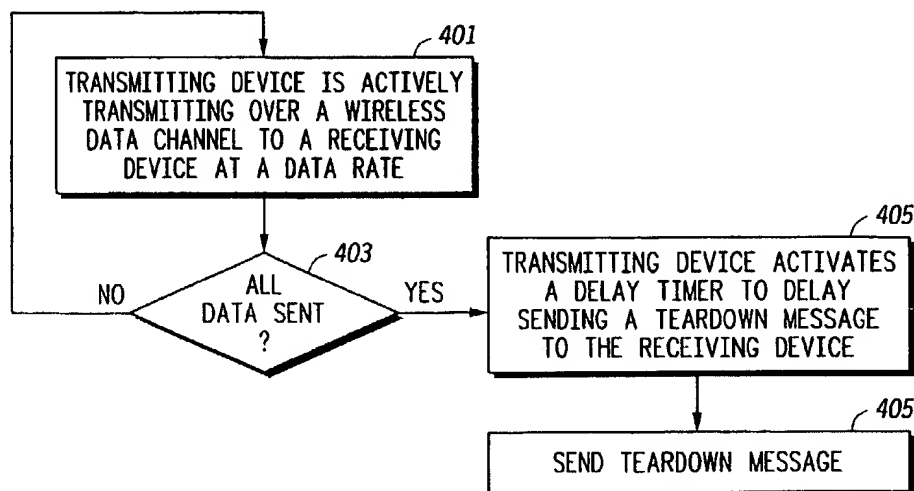 401
TRANSMITTING DEVICE IS ACTIVELY
TRANSMITTING OVER A WIRELESS
DATA CHANNEL TO A RECEIVING
DEVICE AT A DATA RATE
403
ALL
DATA SENT
?
NO
YES
405
TRANSMITTING DEVICE ACTIVATES
A DELAY TIMER TO DELAY
SENDING A TEARDOWN MESSAGE
TO THE RECEIVING DEVICE
405
SEND TEARDOWN MESSAGE